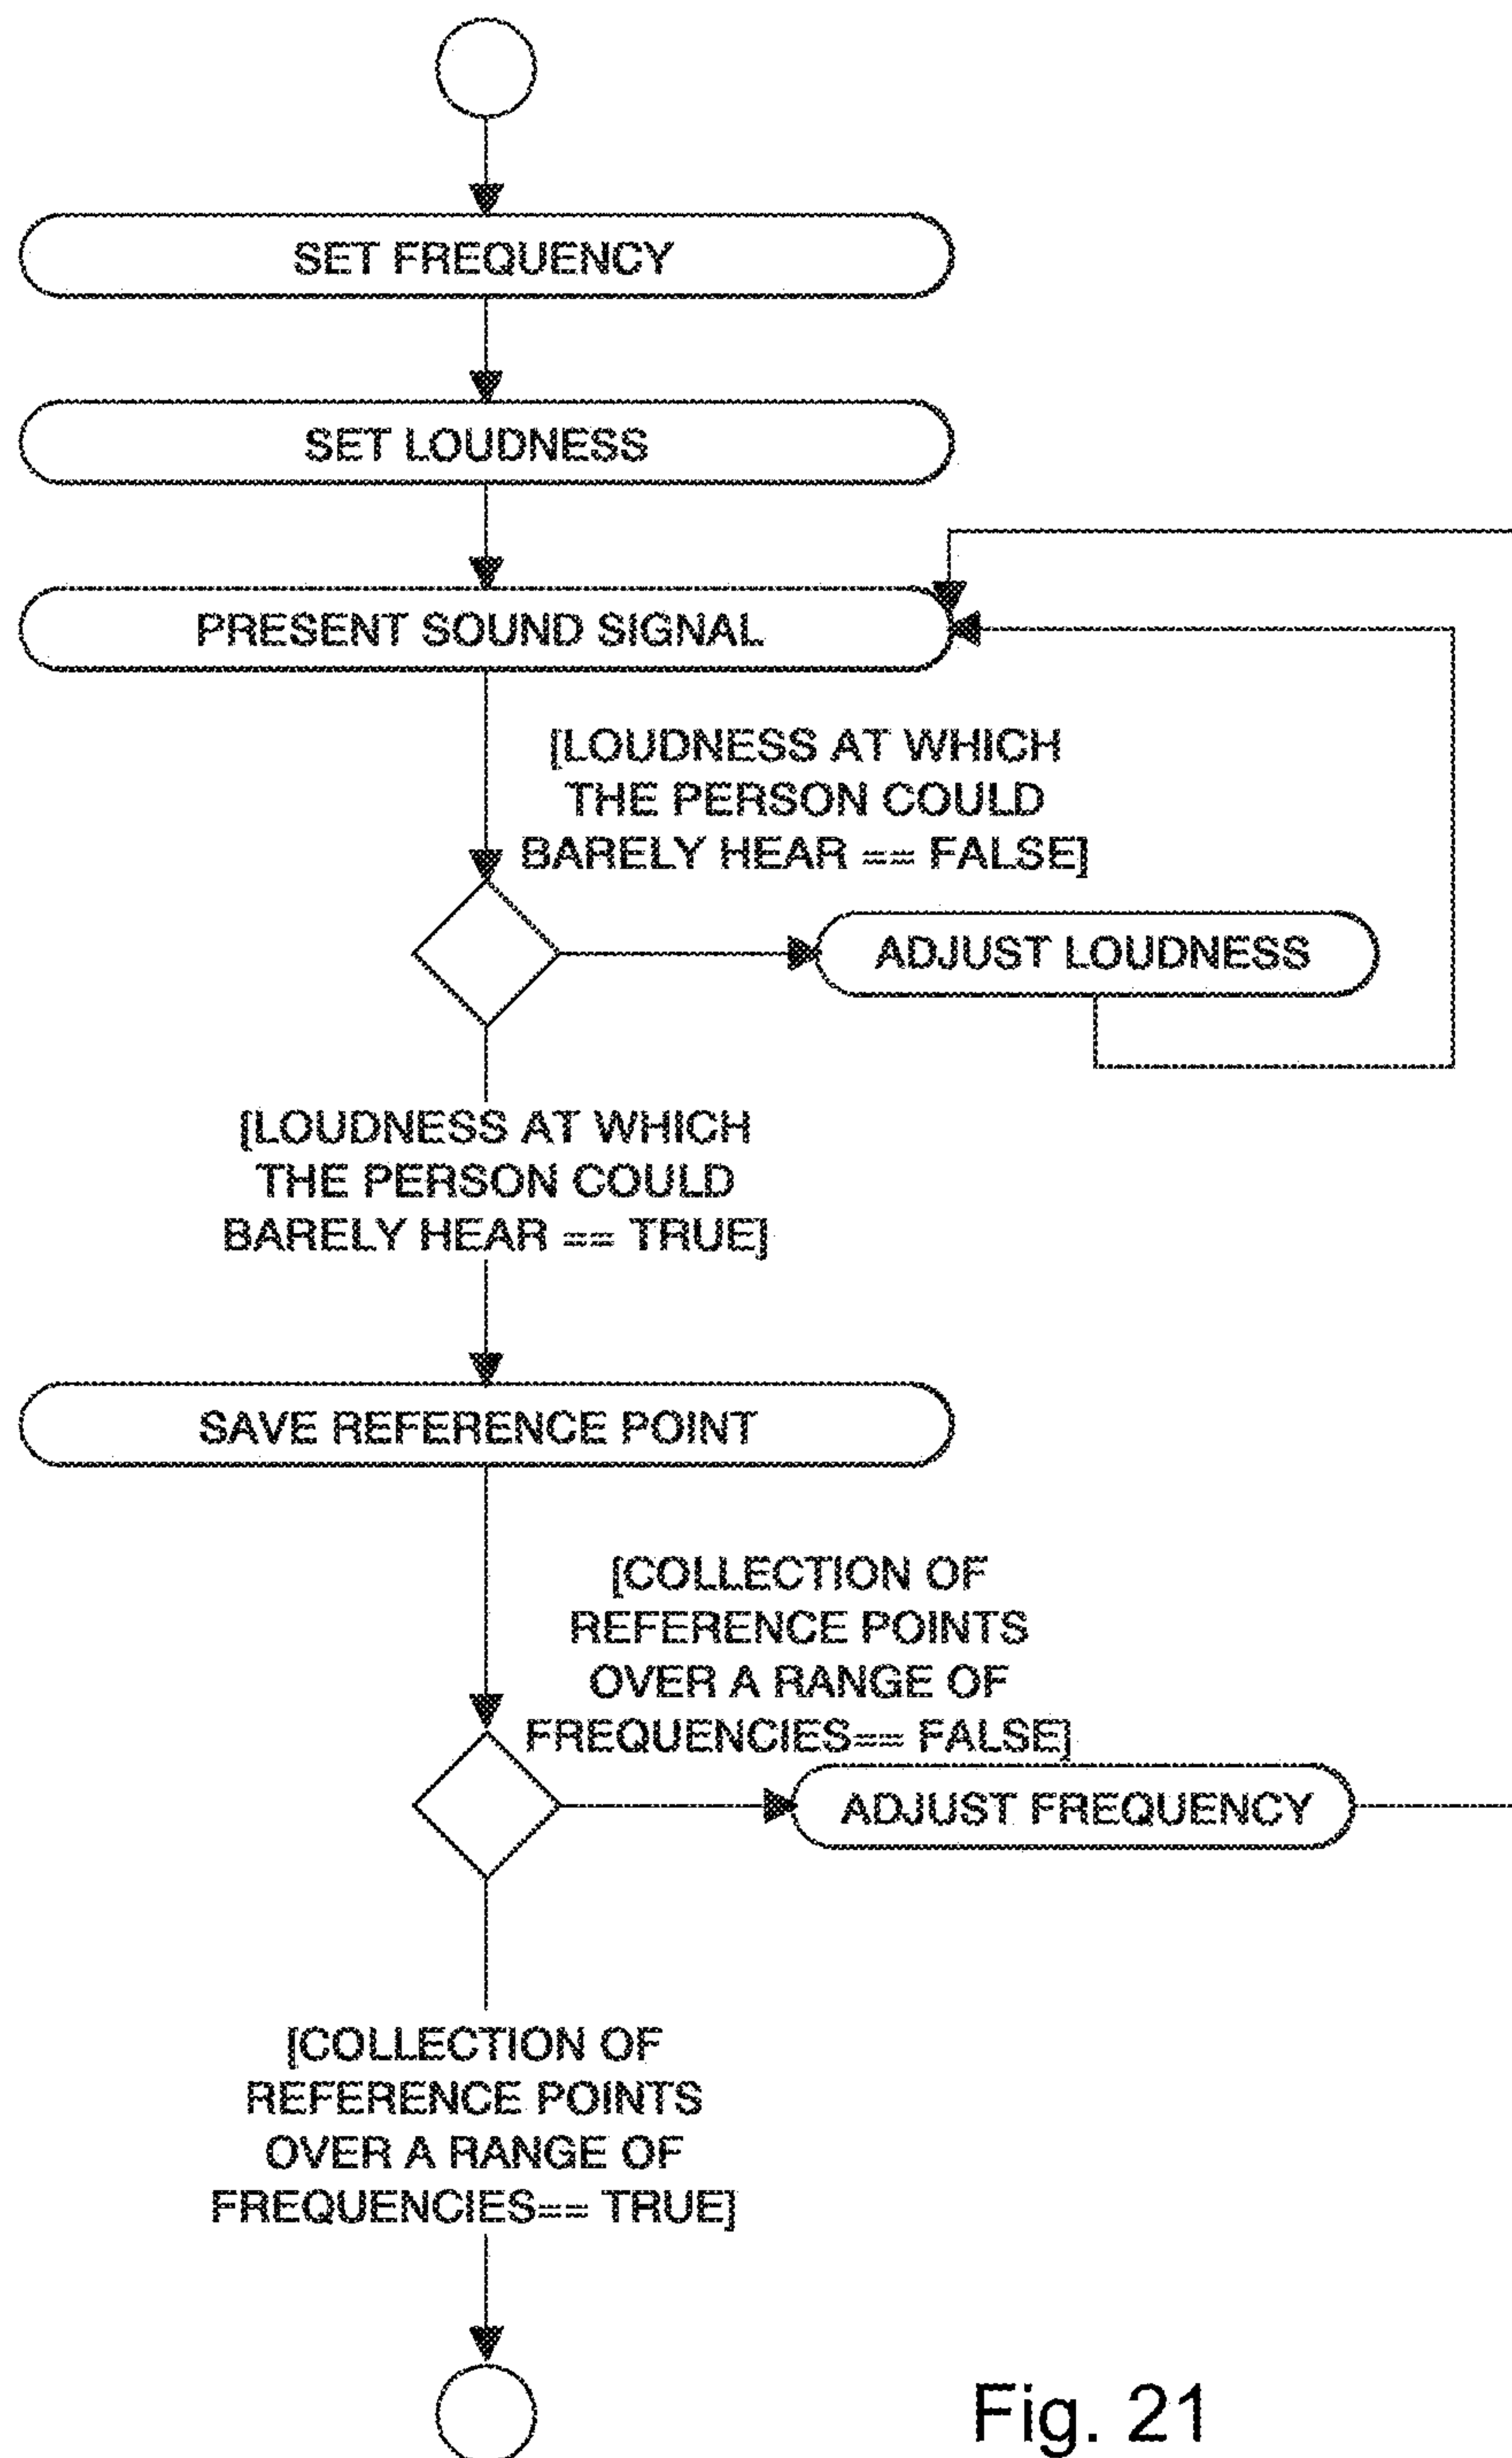 SET FREQUENCY
SET LOUDNESS
PRESENT SOUND SIGNAL
[LOUDNESS AT WHICH
THE PERSON COULD
BARELY HEAR == FALSE]
ADJUST LOUDNESS
[LOUDNESS AT WHICH
THE PERSON COULD
BARELY HEAR == TRUE]
SAVE REFERENCE POINT
[COLLECTION OF
REFERENCE POINTS
OVER A RANGE OF
FREQUENCIES== FALSE]
ADJUST FREQUENCY
[COLLECTION OF
REFERENCE POINTS
OVER A RANGE OF
FREQUENCIES== TRUE]
Fig. 21